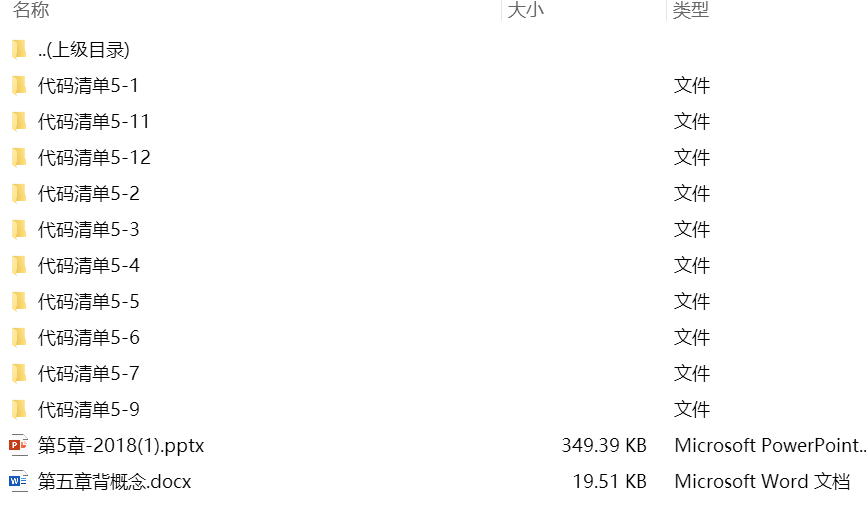 名称 大小 类型
..(上级目录)
代码清单5-1 文件
代码清单5-11 文件
代码清单5-12 文件
代码清单5-2 文件
代码清单5-3 文件
代码清单5-4 文件
代码清单5-5 文件
代码清单5-6 文件
代码清单5-7 文件
代码清单5-9 文件
第5章-2018(1).pptx 349.39 KB Microsoft PowerPoint...
第五章背概念.docx 19.51 KB Microsoft Word 文档